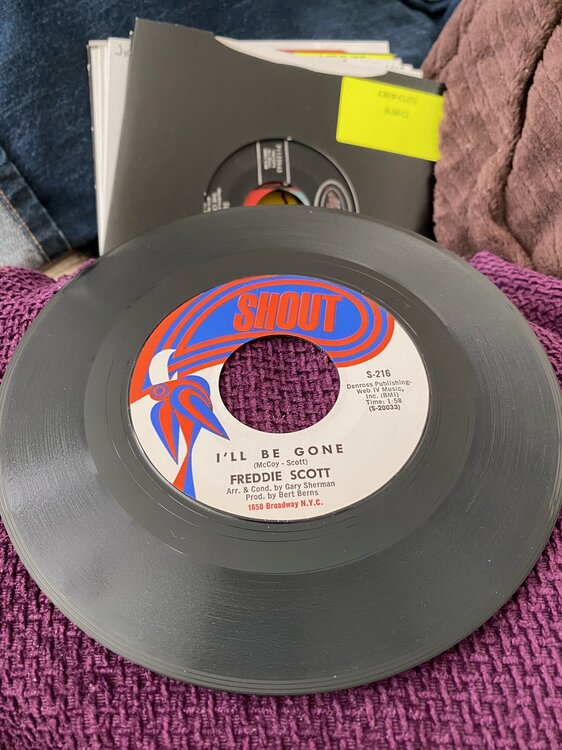 SHOUT
S-216
Denross Publishing-
Web IV Music,
Inc. (BMI)
Time: 1:58
(S-20033)
I'LL BE GONE
(McCoy - Scott)
FREDDIE SCOTT
Arr. & Cond. by Gary Sherman
Prod. by Bert Berns
1650 Broadway N.Y.C.